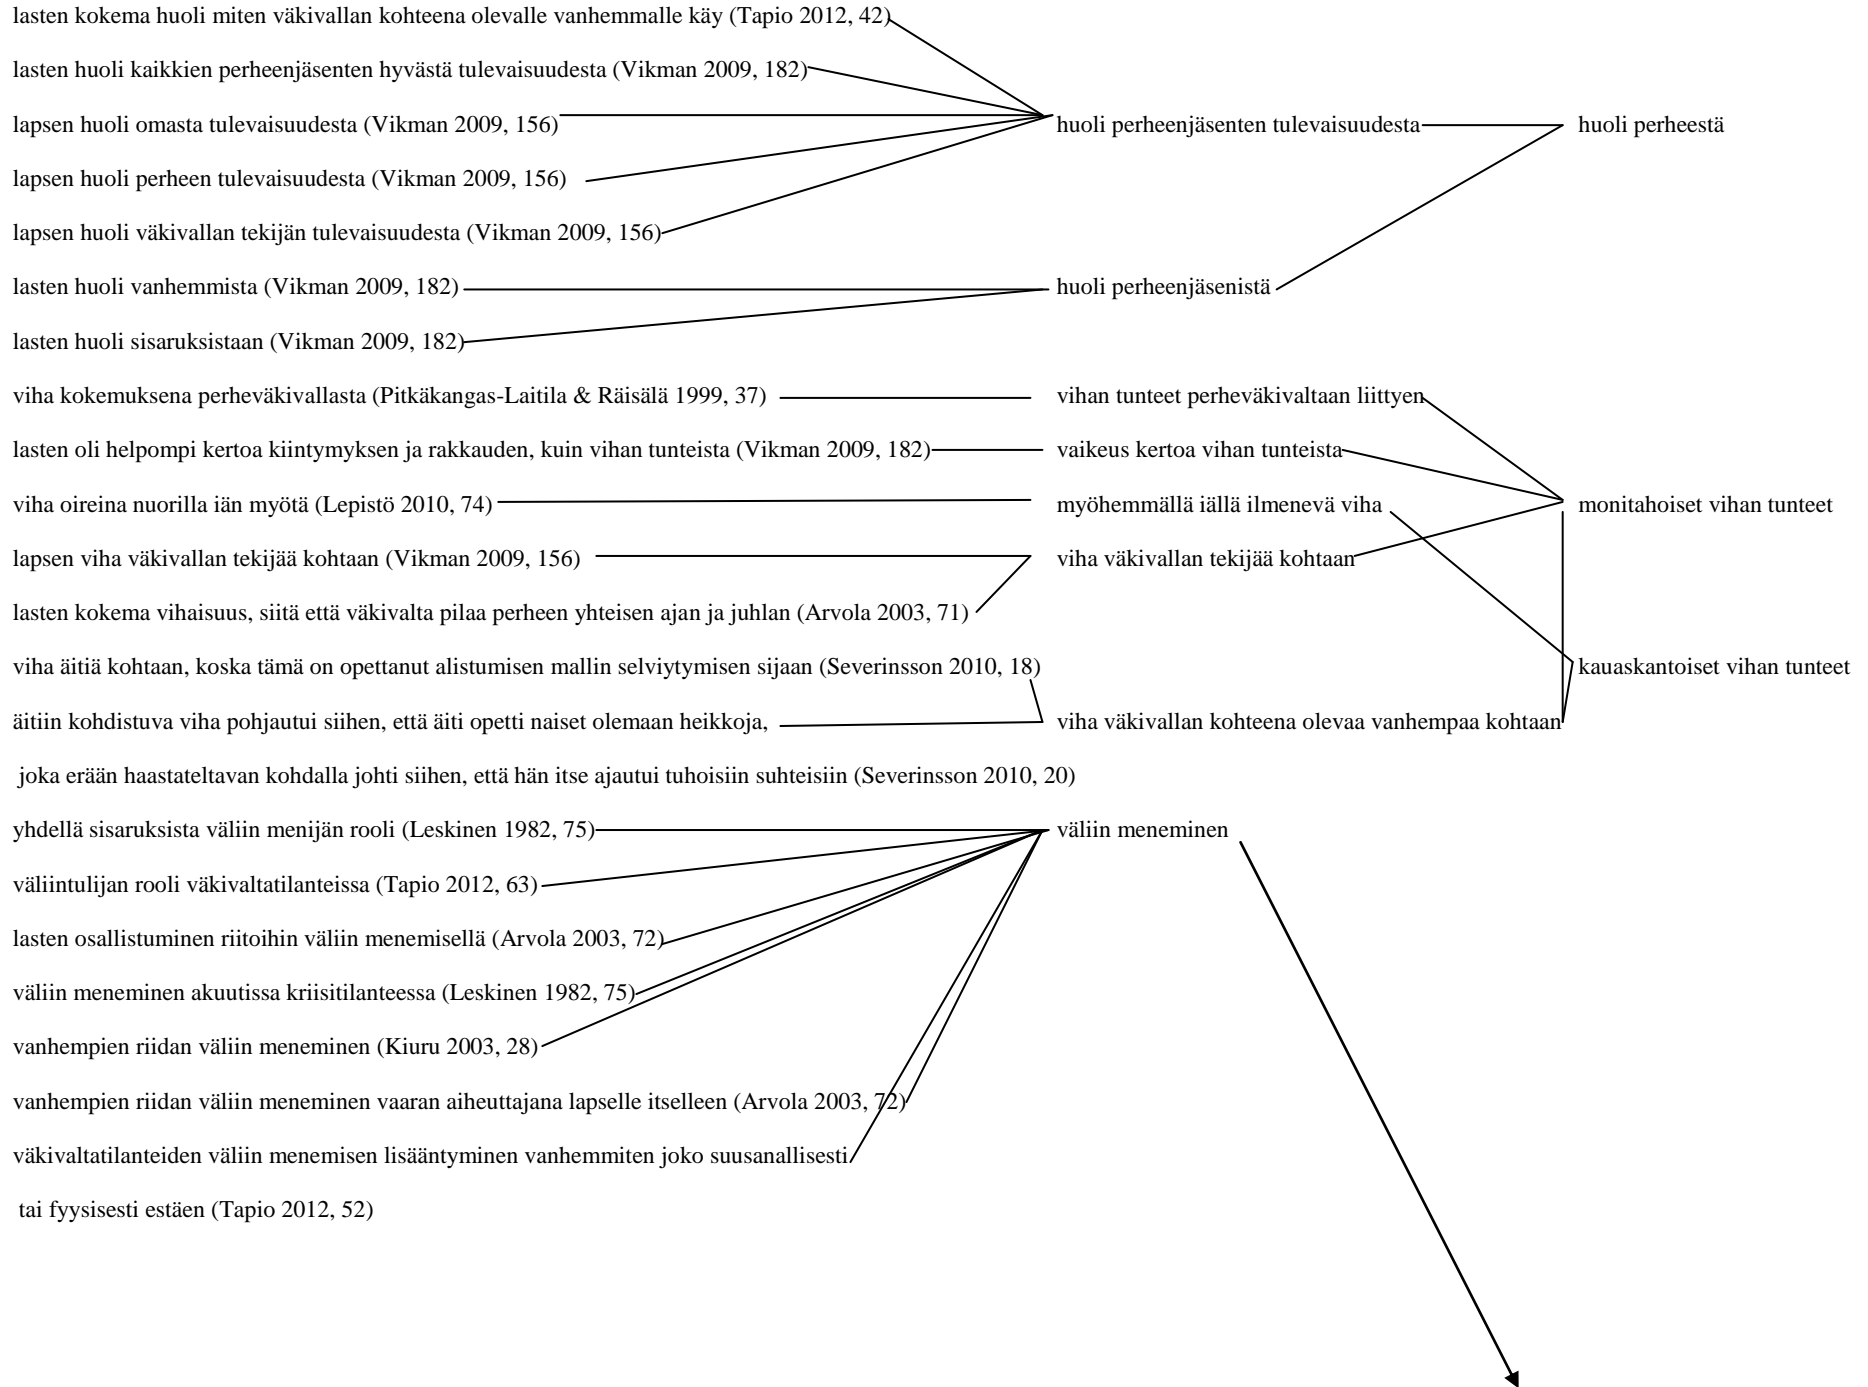 lasten kokema huoli miten väkivallan kohteena olevalle vanhemmalle käy (Tapio 2012, 42)
lasten huoli kaikkien perheenjäsenten hyvästä tulevaisuudesta (Vikman 2009, 182)
lapsen huoli omasta tulevaisuudesta (Vikman 2009, 156) huoli perheenjäsenten tulevaisuudesta huoli perheestä
lapsen huoli perheen tulevaisuudesta (Vikman 2009, 156)
lapsen huoli väkivallan tekijän tulevaisuudesta (Vikman 2009, 156)
lasten huoli vanhemmista (Vikman 2009, 182) huoli perheenjäsenistä
lasten huoli sisaruksistaan (Vikman 2009, 182)
viha kokemuksena perheväkivallasta (Pitkäkangas-Laitila & Räisälä 1999, 37) vihan tunteet perheväkivaltaan liittyen
lasten oli helpompi kertoa kiintymyksen ja rakkauden, kuin vihan tunteista (Vikman 2009, 182) vaikeus kertoa vihan tunteista
viha oireina nuorilla iän myötä (Lepistö 2010, 74) myöhemmällä iällä ilmenevä viha monitahoiset vihan tunteet
lapsen viha väkivallan tekijää kohtaan (Vikman 2009, 156) viha väkivallan tekijää kohtaan
lasten kokema vihaisuus, siitä että väkivalta pilaa perheen yhteisen ajan ja juhlan (Arvola 2003, 71)
viha äitiä kohtaan, koska tämä on opettanut alistumisen mallin selviytymisen sijaan (Severinsson 2010, 18) kauaskantoiset vihan tunteet
äitiin kohdistuva viha pohjautui siihen, että äiti opetti naiset olemaan heikkoja, viha väkivallan kohteena olevaa vanhempaa kohtaan
joka erään haastateltavan kohdalla johti siihen, että hän itse ajautui tuhoisiin suhteisiin (Severinsson 2010, 20)
yhdellä sisaruksista väliin menijän rooli (Leskinen 1982, 75) väliin meneminen
väliintulijan rooli väkivaltatilanteissa (Tapio 2012, 63)
lasten osallistuminen riitoihin väliin menemisellä (Arvola 2003, 72)
väliin meneminen akuutissa kriisitilanteessa (Leskinen 1982, 75)
vanhempien riidan väliin meneminen (Kiuru 2003, 28)
vanhempien riidan väliin meneminen vaaran aiheuttajana lapselle itselleen (Arvola 2003, 72)
väkivaltatilanteiden väliin menemisen lisääntyminen vanhemmiten joko suusanallisesti
tai fyysisesti estäen (Tapio 2012, 52)